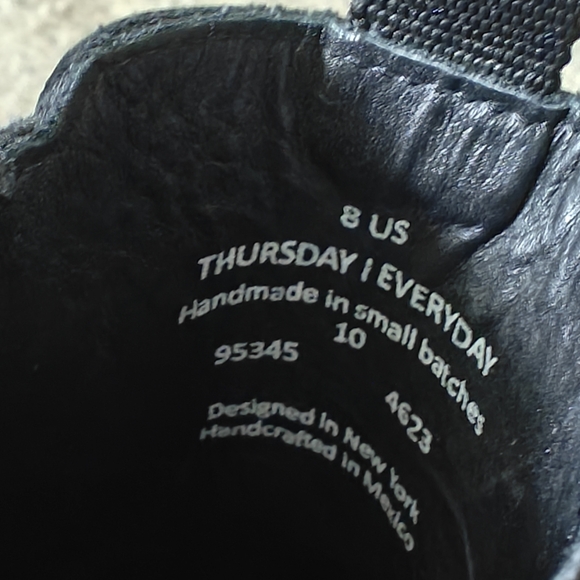 8 US
THURSDAY | EVERYDAY
Handmade in small batches
10
95345 4623
Designed in New York
Handcrafted in Mexico